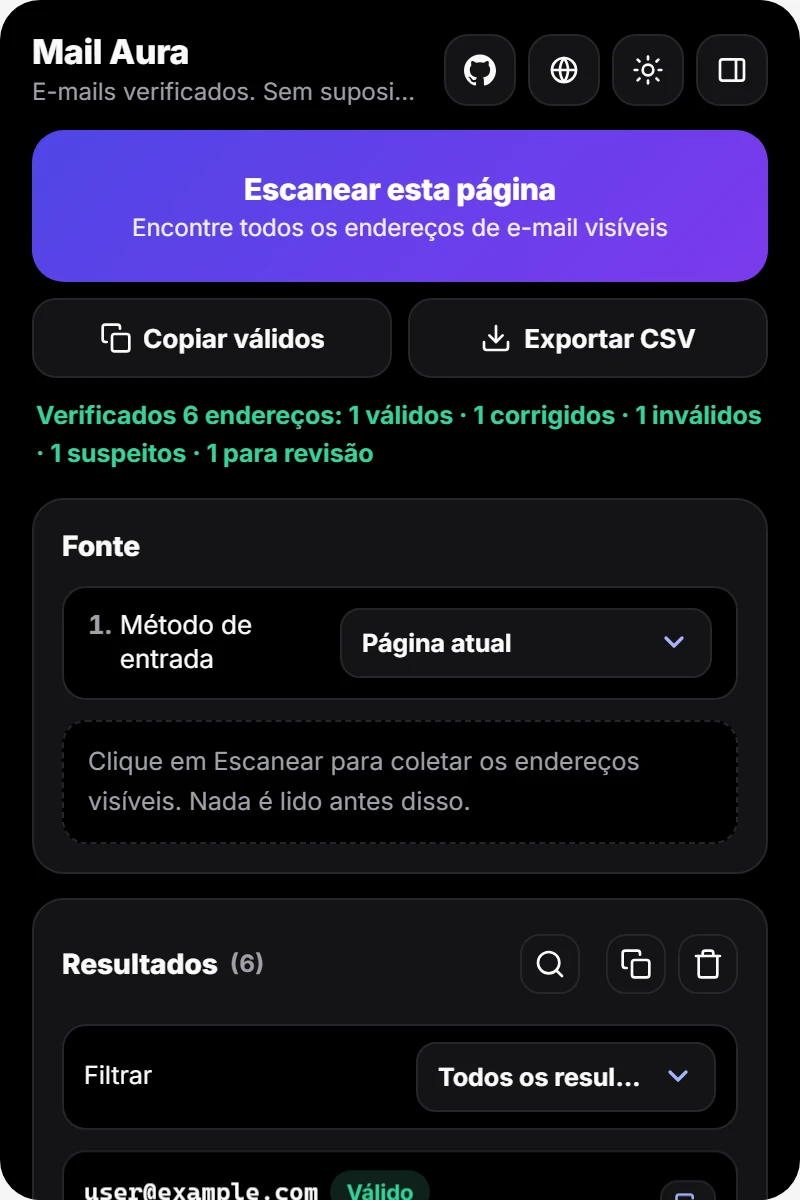 Mail Aura
E-mails verificados. Sem suposi...
Escanear esta página
Encontre todos os endereços de e-mail visíveis
Copiar válidos
Exportar CSV
Verificados 6 endereços: 1 válidos · 1 corrigidos · 1 inválidos
· 1 suspeitos · 1 para revisão
Fonte
1. Método de
entrada
Página atual
Clique em Escanear para coletar os endereços
visíveis. Nada é lido antes disso.
Resultados (6)
Filtrar
Todos os resul...
user@example.com Válido